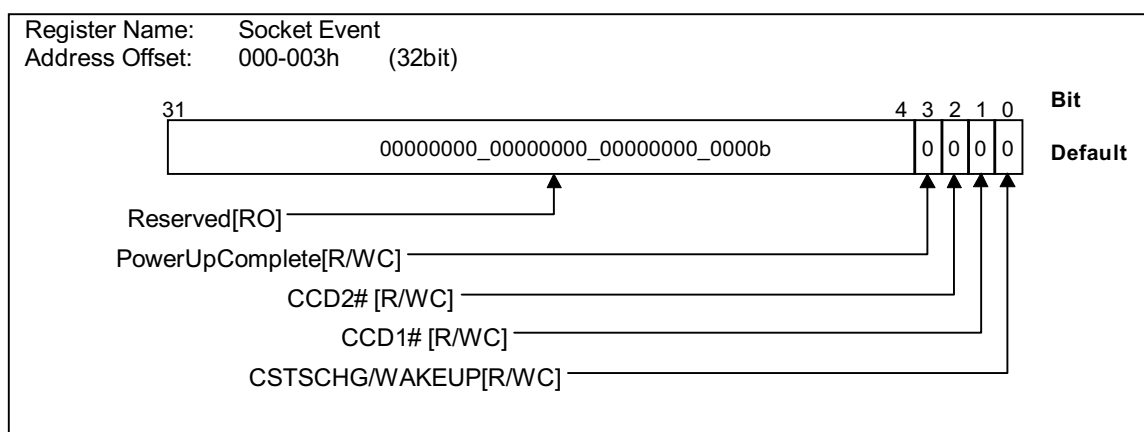 Register Name: Socket Event
Address Offset: 000-003h (32bit)
31 4 3 2 1 0 Bit
00000000_00000000_00000000_0000b 0 0 0 0 Default
Reserved[RO]
PowerUpComplete[R/WC]
CCD2# [R/WC]
CCD1# [R/WC]
CSTSCHG/WAKEUP[R/WC]